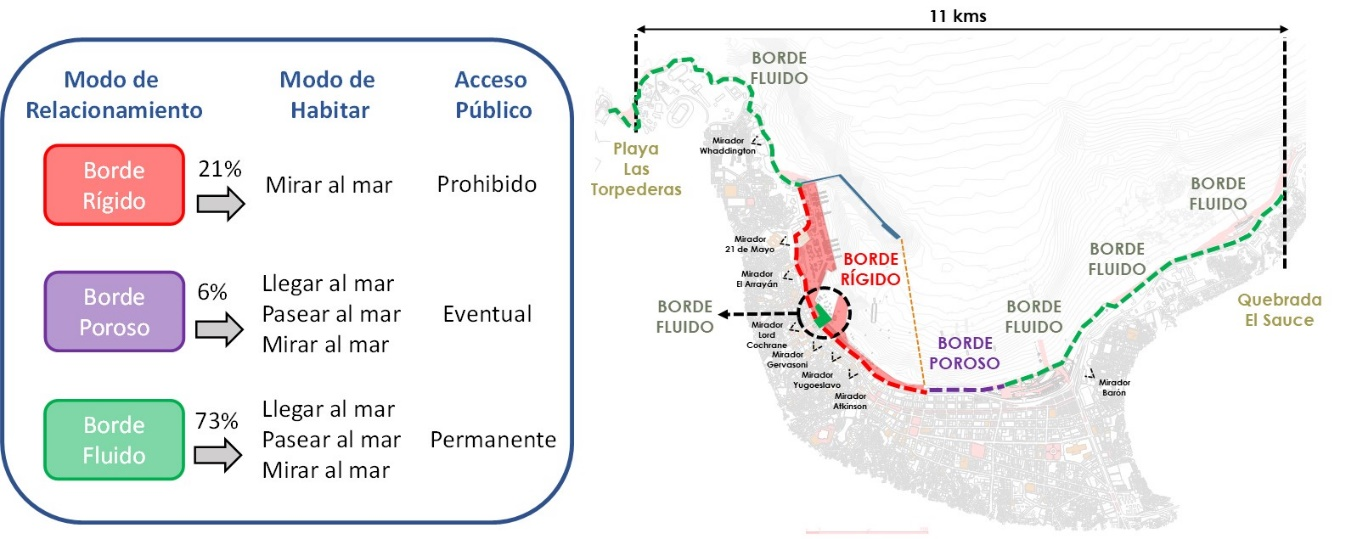 Modo de
Relacionamiento
Modo de
Habitar
Acceso
Público
Borde
Rígido
21%
Mirar al mar
Prohibido
Borde
Poroso
6%
Llegar al mar
Pasear al mar
Mirar al mar
Eventual
Borde
Fluido
73%
Llegar al mar
Pasear al mar
Mirar al mar
Permanente
11 kms
BORDE
FLUIDO
Playa
Las
Torpederas
Mirador
Whaddington
Mirador
21 de Mayo
Mirador
El Arrayán
BORDE
RÍGIDO
BORDE
FLUIDO
Mirador
Lord
Cochrane
Mirador
Gervasoni
Mirador
Yugoeslavo
Mirador
Atkinson
BORDE
POROSO
BORDE
FLUIDO
BORDE
FLUIDO
BORDE
FLUIDO
Mirador
Barón
Quebrada
El Sauce